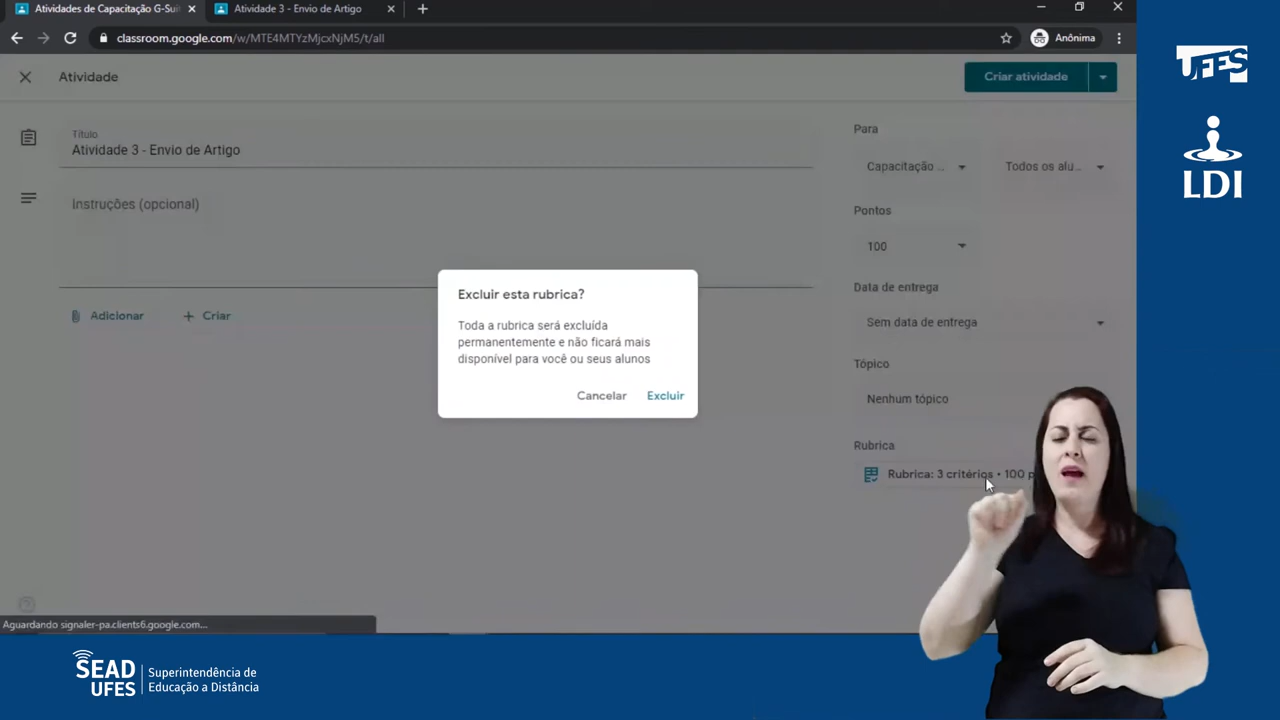 Atividades de Capacitação G-Sui
Atividade 3 - Envio de Artigo
classroom.google.com/w/MTE4MTYzMjcxNjM5/t/all
Anônima
Atividade
Criar atividade
Título
Atividade 3 - Envio de Artigo
Instruções (opcional)
Adicionar
Criar
Para
Capacitação ...
Todos os alu...
Pontos
100
Data de entrega
Sem data de entrega
Tópico
Nenhum tópico
Rubrica
Rubrica: 3 critérios • 100 p
Excluir esta rubrica?
Toda a rubrica será excluída
permanentemente e não ficará mais
disponível para você ou seus alunos
Cancelar
Excluir
Aguardando signaler-pa.clients6.google.com...
UFES
LDI
SEAD
UFES
Superintendência de
Educação a Distância